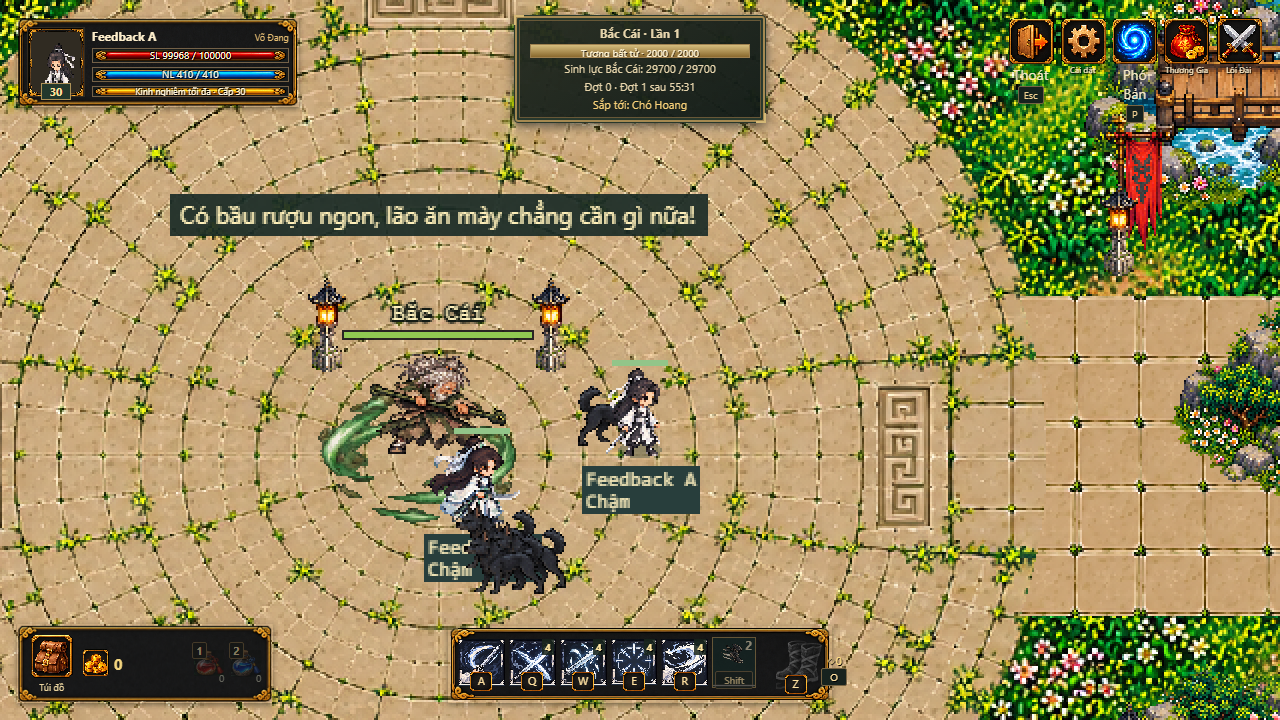 Feedback A
Võ Đang
SL 99968 / 100000
NL 410 / 410
Kinh nghiệm tối đa - Cấp 30
30
Bắc Cái - Lần 1
Tượng bất tử · 2000 / 2000
Sinh lực Bắc Cái: 29700 / 29700
Đợt 0 · Đợt 1 sau 55:31
Sắp tới: Chó Hoang
Thoát
Esc
Cài đặt
Phó
Bản
P
Thương Gia
Lôi Đài
Có bầu rượu ngon, lão ăn mày chẳng cần gì nữa!
Bắc Cái
Feedback A
Chậm
Feed
Chậm
Túi đồ
0
1
0
2
0
A
4
Q
4
W
4
E
4
R
2
Shift
Z
O